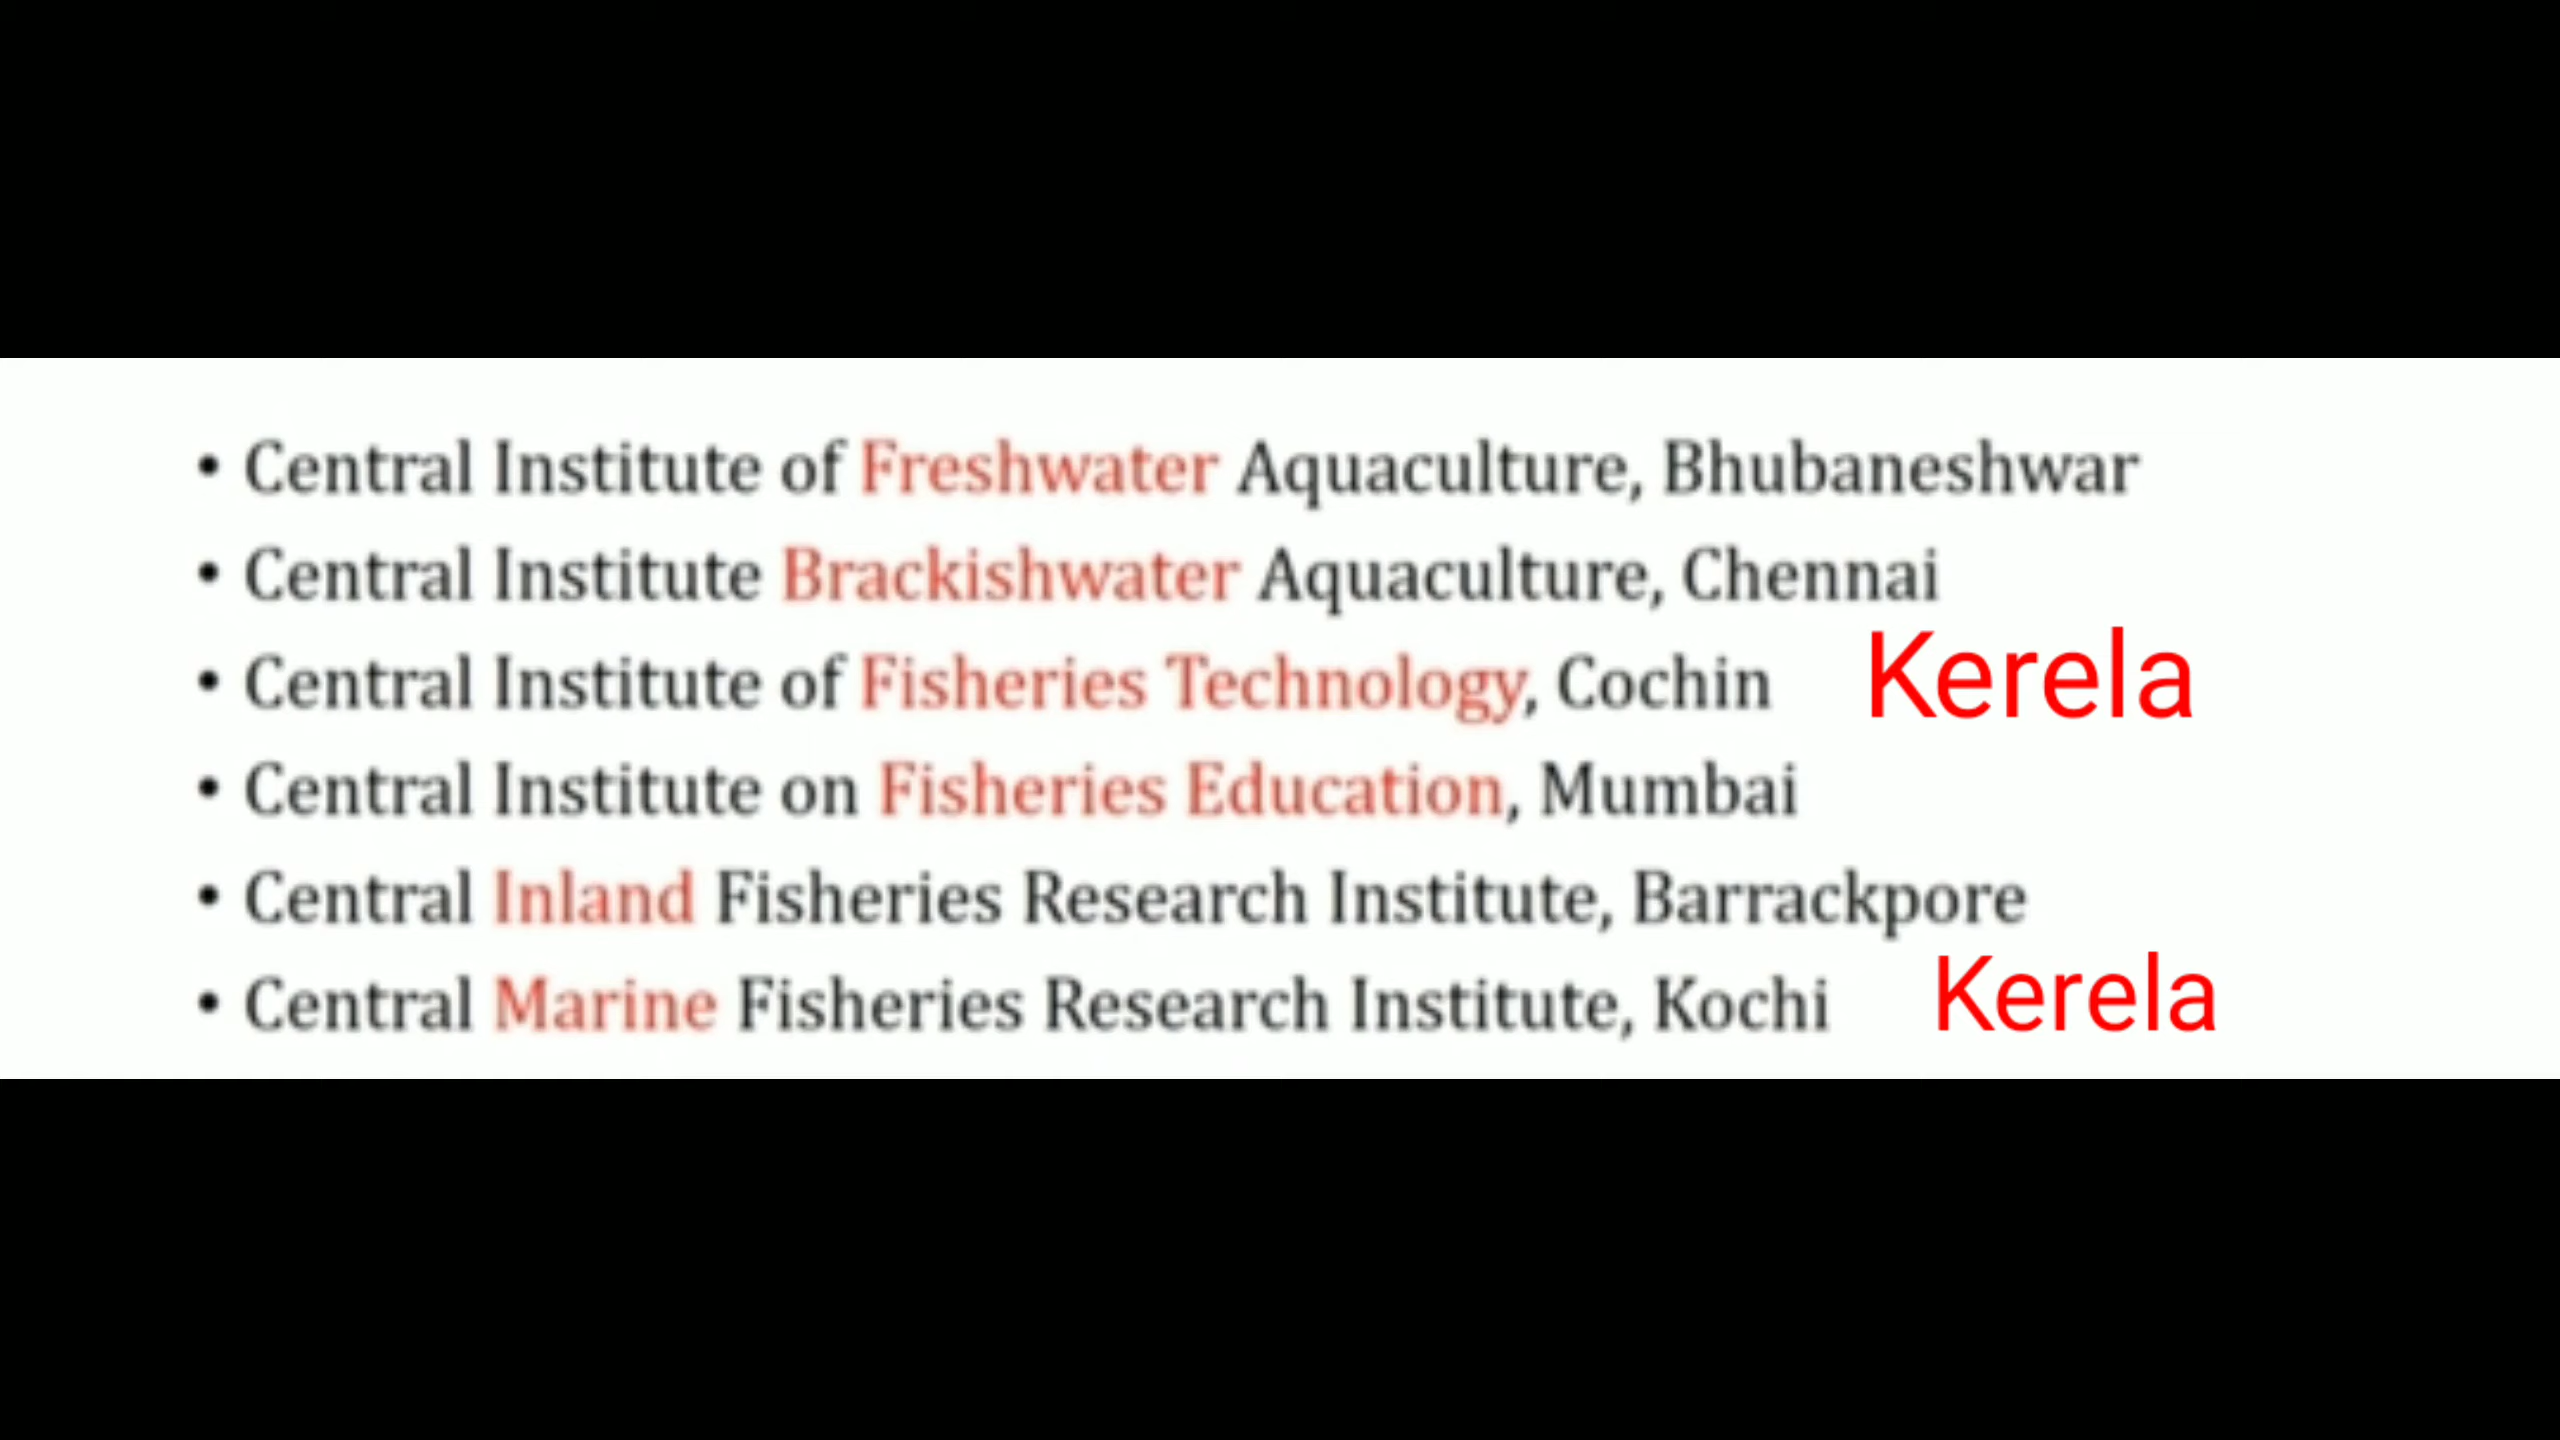 • Central Institute of Freshwater Aquaculture, Bhubaneshwar
• Central Institute Brackishwater Aquaculture, Chennai
• Central Institute of Fisheries Technology, Cochin Kerela
• Central Institute on Fisheries Education, Mumbai
• Central Inland Fisheries Research Institute, Barrackpore
• Central Marine Fisheries Research Institute, Kochi Kerela